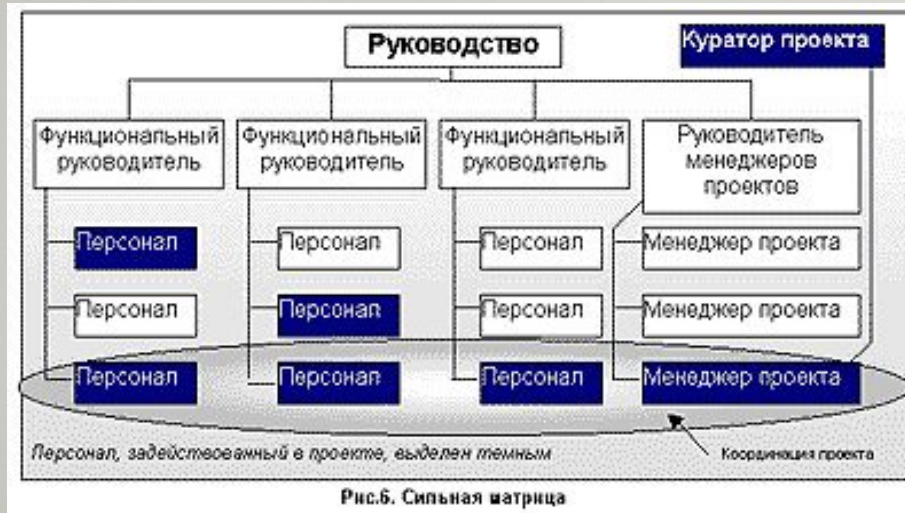 Руководство
Куратор проекта
Функциональный
руководитель
Функциональный
руководитель
Функциональный
руководитель
Руководитель
менеджеров
проектов
Персонал
Персонал
Персонал
Менеджер проекта
Персонал
Персонал
Персонал
Менеджер проекта
Персонал
Персонал
Персонал
Менеджер проекта
Персонал, задействованный в проекте, выделен темным
Координация проекта
Рис.6. Сильная матрица